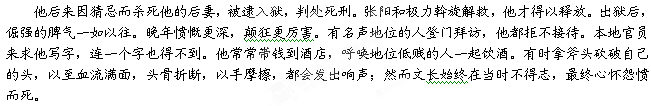 他后来因猜忌而杀死他的后妻，被逮入狱，判处死刑。张阳和极力斡旋解救，他才得以释放。出狱后，
倔强的脾气一如以往。晚年愤慨更深，颠狂更厉害。有名声地位的人登门拜访，他都拒不接待。本地官员
来求他写字，连一个字也得不到。他常常带钱到酒店，呼唤地位低贱的人一起饮酒。有时拿斧头砍破自己
的头，以至血流满面，头骨折断，以手摩擦，都会发出响声；然而文长始终在当时不得志，最终心怀怨愤
而死。